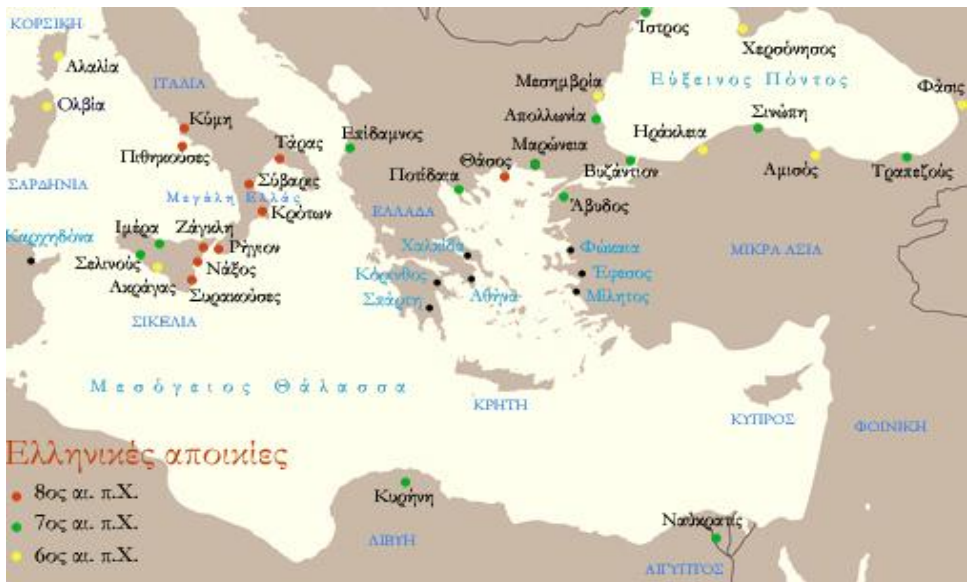 ΚΟΡΣΙΚΗ
Ίστρος
Χερσόνησος
Αλαλία
ΙΤΑΛΙΑ
Μεσημβρία
Εύξεινος Πόντος
Φάσις
Ολβία
Κύμη
Απολλωνία
Ηράκλεια
Σινώπη
Πιθηκούσες
Τάρας
Επίδαμνος
Μαρώνεια
Θάσος
Βυζάντιον
Αμισός
Τραπεζούς
ΣΑΡΔΗΝΙΑ
Σύβαρις
Ποτίδαια
Μεγάλη Ελλάς
Κρότων
ΕΛΛΑΔΑ
Άβυδος
Ιμέρα
Ζάγκλη
Καρχηδόνα
Ρήγιον
Χαλκίδα
Φώκαια
ΜΙΚΡΑ ΑΣΙΑ
Σελινούς
Νάξος
Κόρινθος
Έφεσος
Ακράγας
Συρακούσες
Σπάρτη
Αθήνα
Μίλητος
ΣΙΚΕΛΙΑ
Μεσόγειος Θάλασσα
ΚΡΗΤΗ
ΚΥΠΡΟΣ
ΦΟΙΝΙΚΗ
Ελληνικές αποικίες
8ος αι. π.Χ.
7ος αι. π.Χ.
6ος αι. π.Χ.
Κυρήνη
Ναύκρατις
ΛΙΒΥΗ
ΑΙΓΥΠΤΟΣ